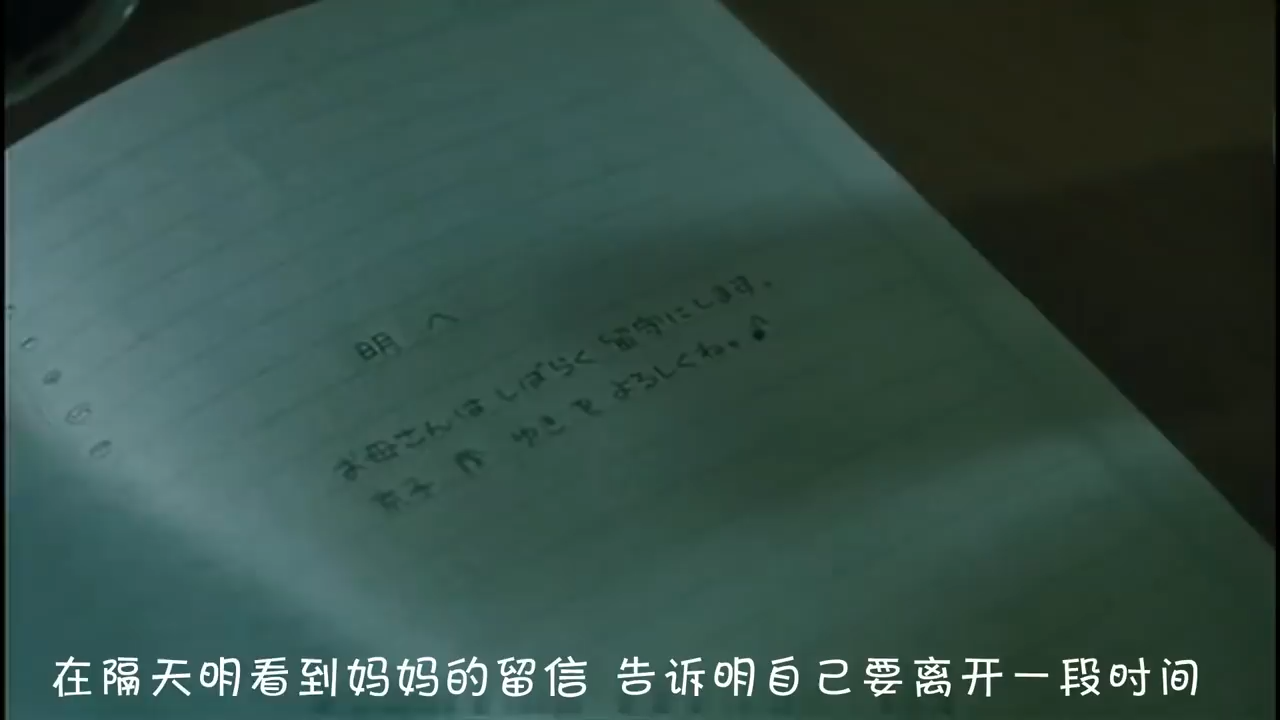 明へ
お母さんは、しばらく留守にします。
京子 や ゆき を よろしくね。
在隔天明看到妈妈的留信 告诉明自己要离开一段时间